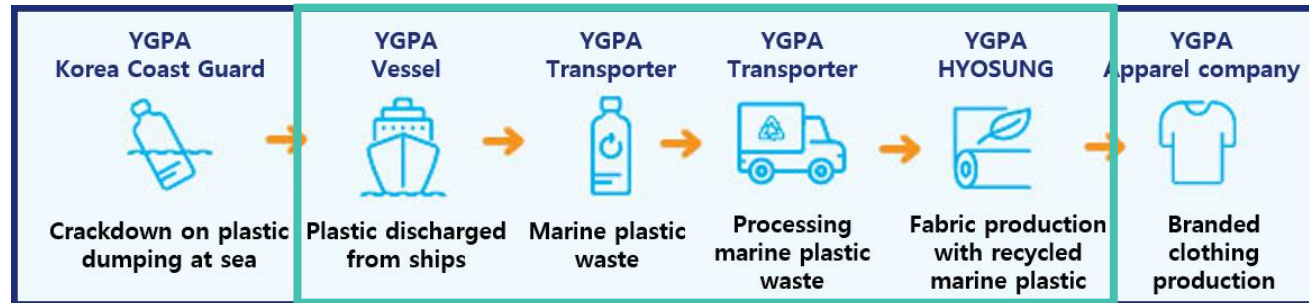 YGPA
Korea Coast Guard
Crackdown on plastic
dumping at sea
YGPA
Vessel
Plastic discharged
from ships
YGPA
Transporter
Marine plastic
waste
YGPA
Transporter
Processing
marine plastic
waste
YGPA
HYOSUNG
Fabric production
with recycled
marine plastic
YGPA
Apparel company
Branded
clothing
production